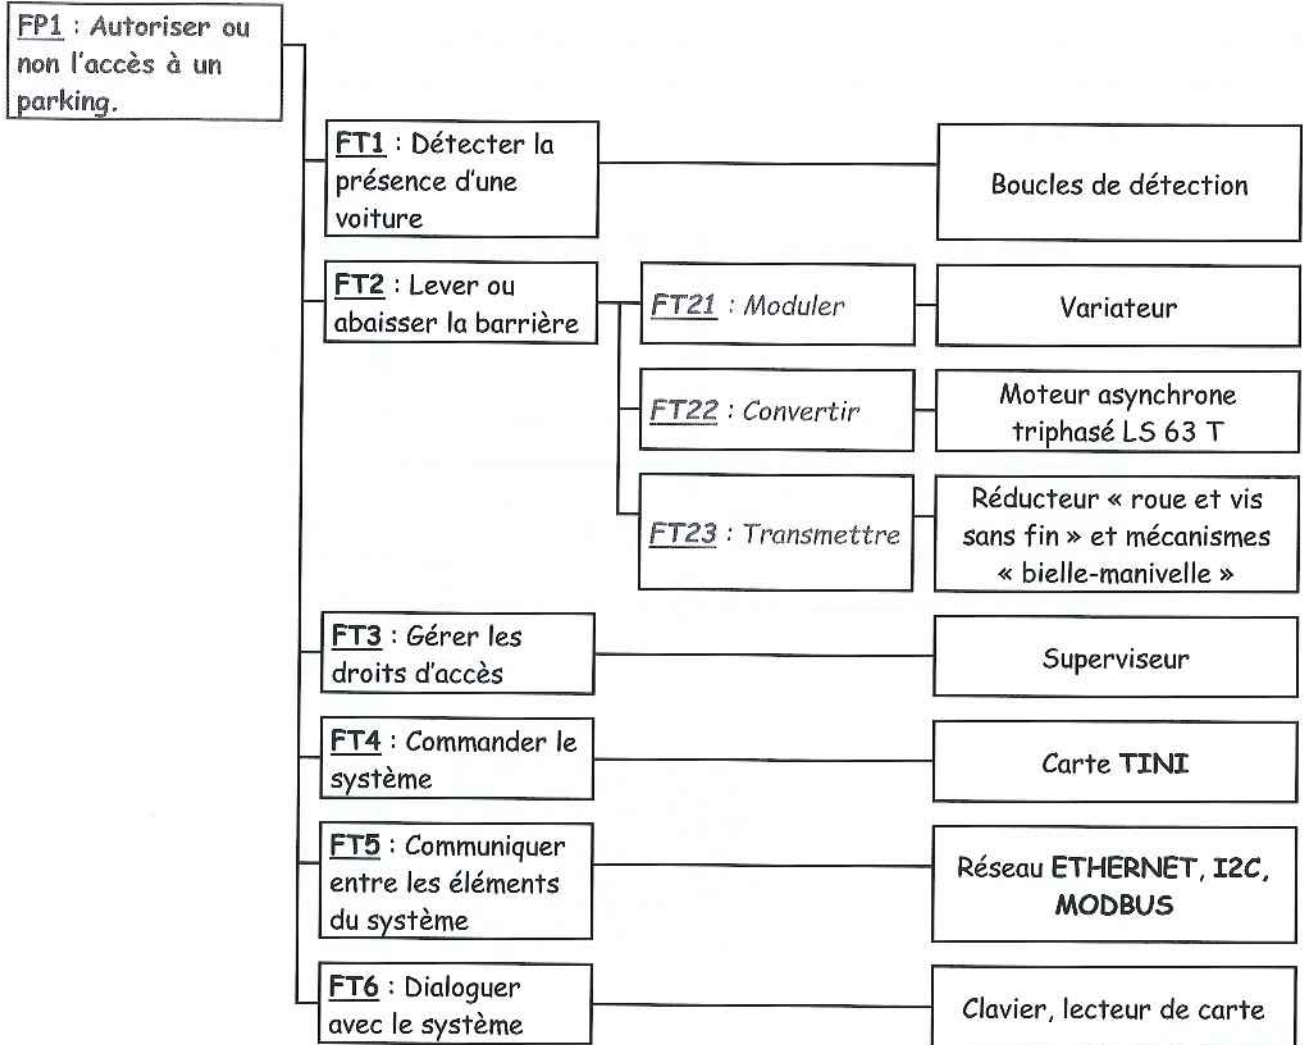 FP1 : Autoriser ou
non l'accès à un
parking.
FT1 : Détecter la
présence d'une
voiture
Boucles de détection
FT2 : Lever ou
abaisser la barrière
FT21 : Moduler
Variateur
FT22 : Convertir
Moteur asynchrone
triphasé LS 63 T
FT23 : Transmettre
Réducteur « roue et vis
sans fin » et mécanismes
« bielle-manivelle »
FT3 : Gérer les
droits d'accès
Superviseur
FT4 : Commander le
système
Carte TINI
FT5 : Communiquer
entre les éléments
du système
Réseau ETHERNET, I2C,
MODBUS
FT6 : Dialoguer
avec le système
Clavier, lecteur de carte